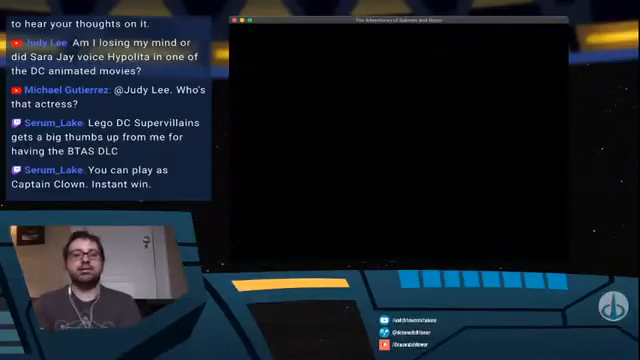 to hear your thoughts on it.
Judy Lee Am I losing my mind or
did Sara Jay voice Hypolita in one of
the DC animated movies?
Michael Gutierrez: @Judy Lee. Who's
that actress?
Serum_Lake: Lego DC Supervillains
gets a big thumbs up from me for
having the BTAS DLC
Serum_Lake: You can play as
Captain Clown. Instant win.
The Adventures of Batman and Robin